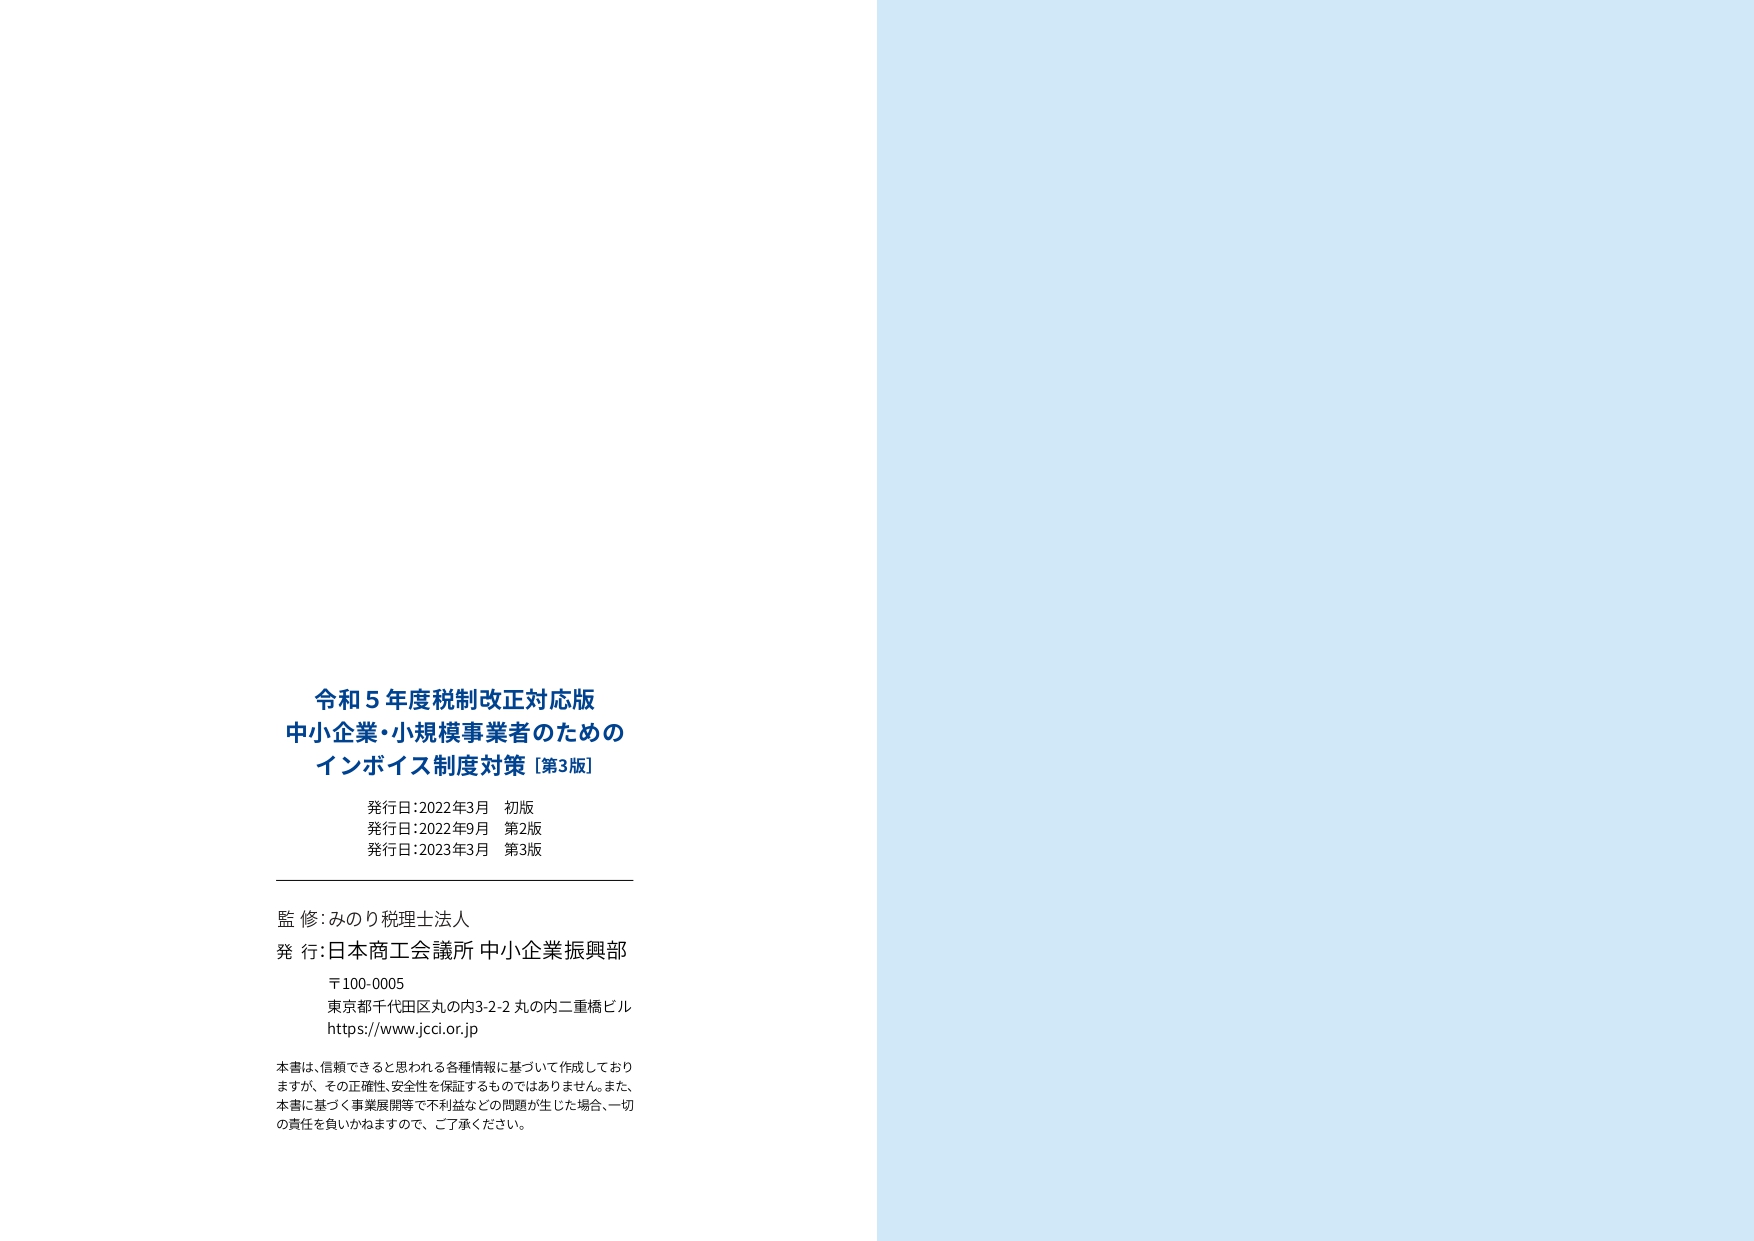 令和５年度税制改正対応版
中小企業・小規模事業者のための
インボイス制度対策［第3版］
発行日：2022年3月　初版
発行日：2022年9月　第2版
発行日：2023年3月　第3版
監 修：みのり税理士法人
発 行：日本商工会議所 中小企業振興部
〒100-0005
東京都千代田区丸の内3-2-2 丸の内二重橋ビル
https://www.jcci.or.jp
本書は、信頼できると思われる各種情報に基づいて作成しており
ますが、その正確性、安全性を保証するものではありません。また、
本書に基づく事業展開等で不利益などの問題が生じた場合、一切
の責任を負いかねますので、ご了承ください。